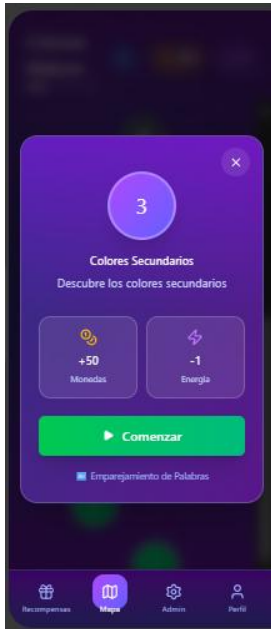 3
Colores Secundarios
Descubre los colores secundarios
+50
Monedas
-1
Energía
Comenzar
Emparejamiento de Palabras
Recompensas
Mapa
Admin
Perfil